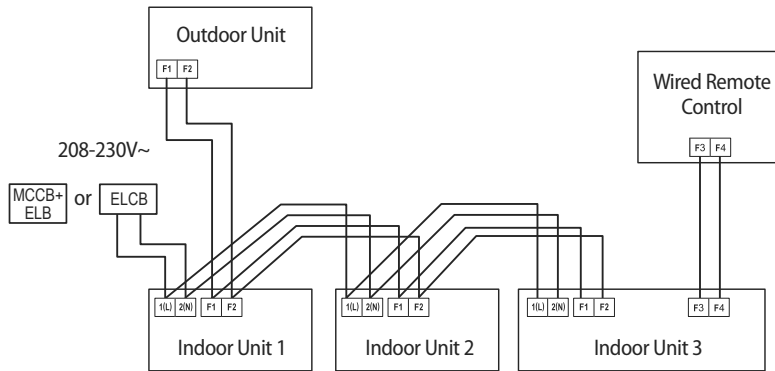 Outdoor Unit
F1 F2
Wired Remote
Control
F3 F4
208-230V~
MCCB+
ELB
or
ELCB
1(L) 2(N) F1 F2
Indoor Unit 1
1(L) 2(N) F1 F2
Indoor Unit 2
1(L) 2(N) F1 F2 F3 F4
Indoor Unit 3